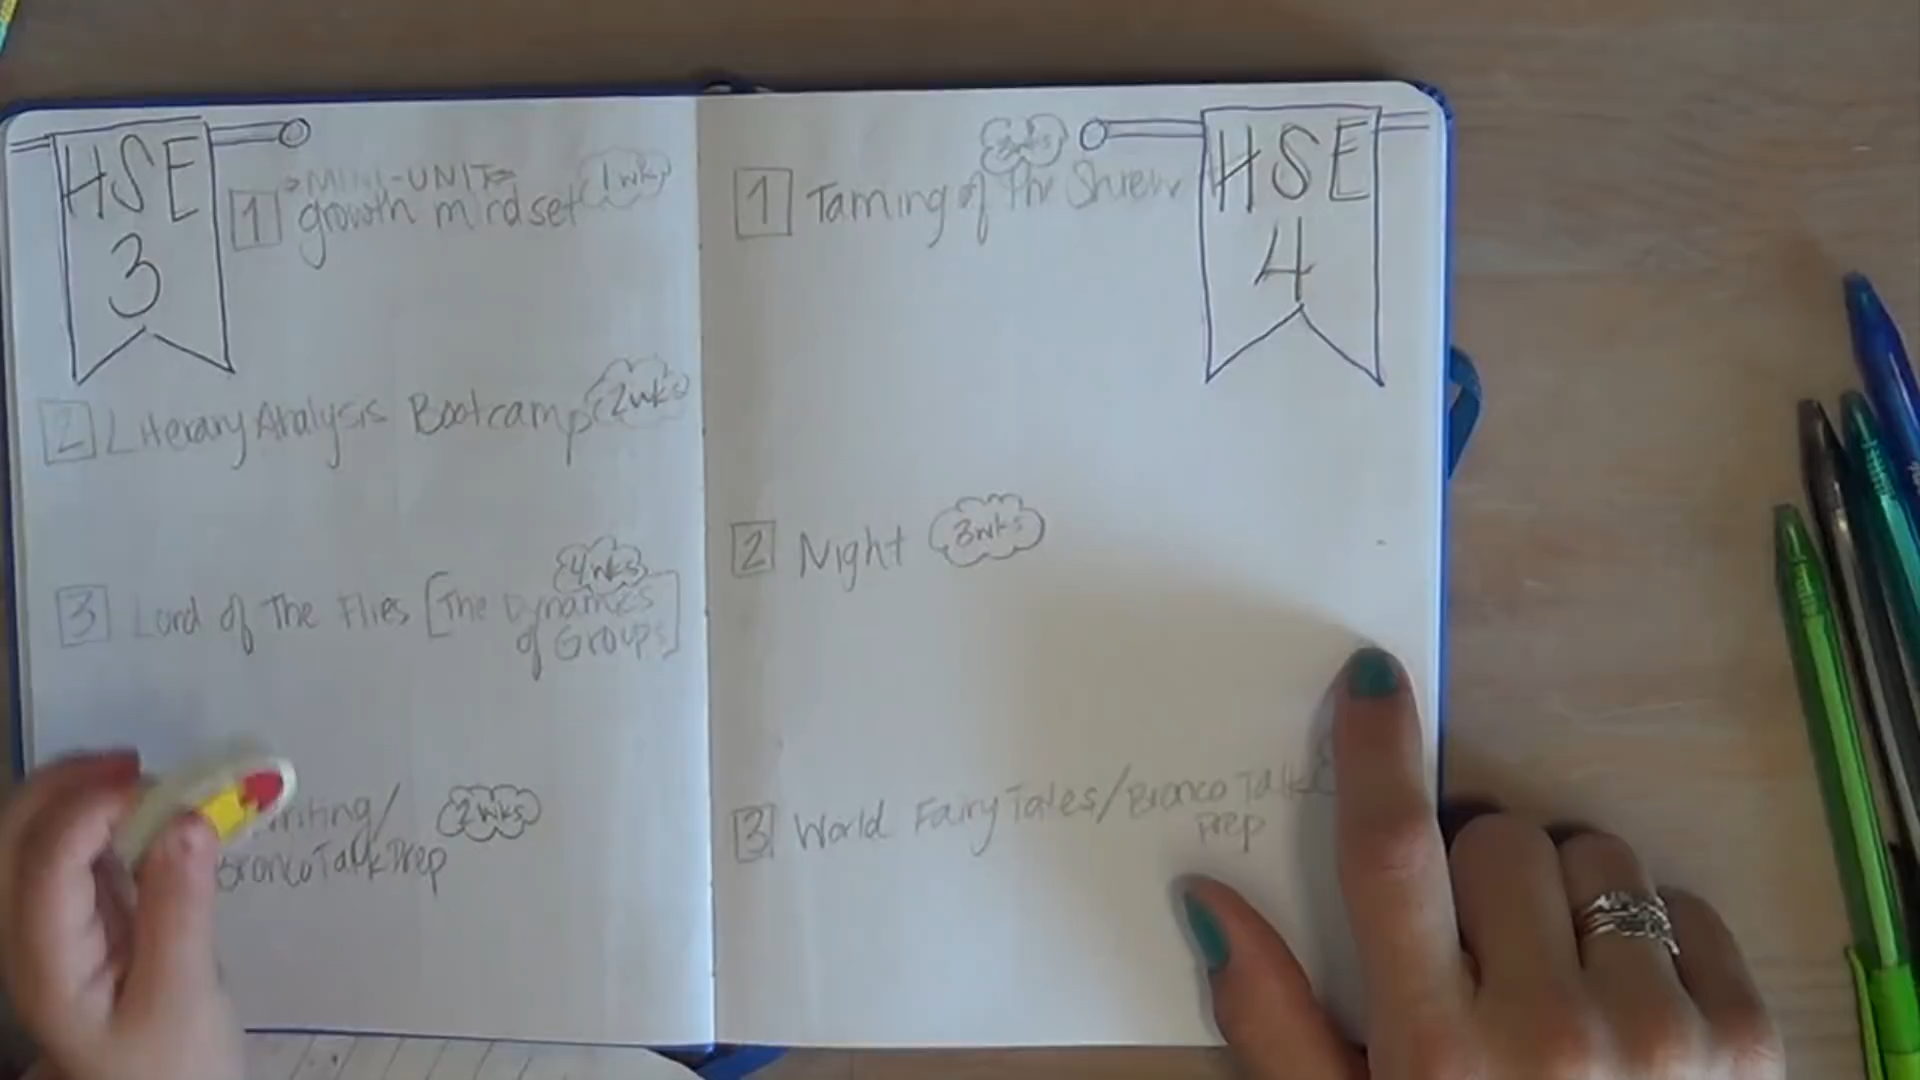 HSE
3
>MINI-UNIT>
1 growth mindset 1wk
2 Literary Analysis Bootcamp 2wks
4wks
3 Lord of The Flies [The Dynamics
of Groups]
2wks
Bronco Talk Prep
HSE
4
1 Taming of The Shrew
2 Night 3wks
3 World Fairy Tales/Bronco Talk
Prep